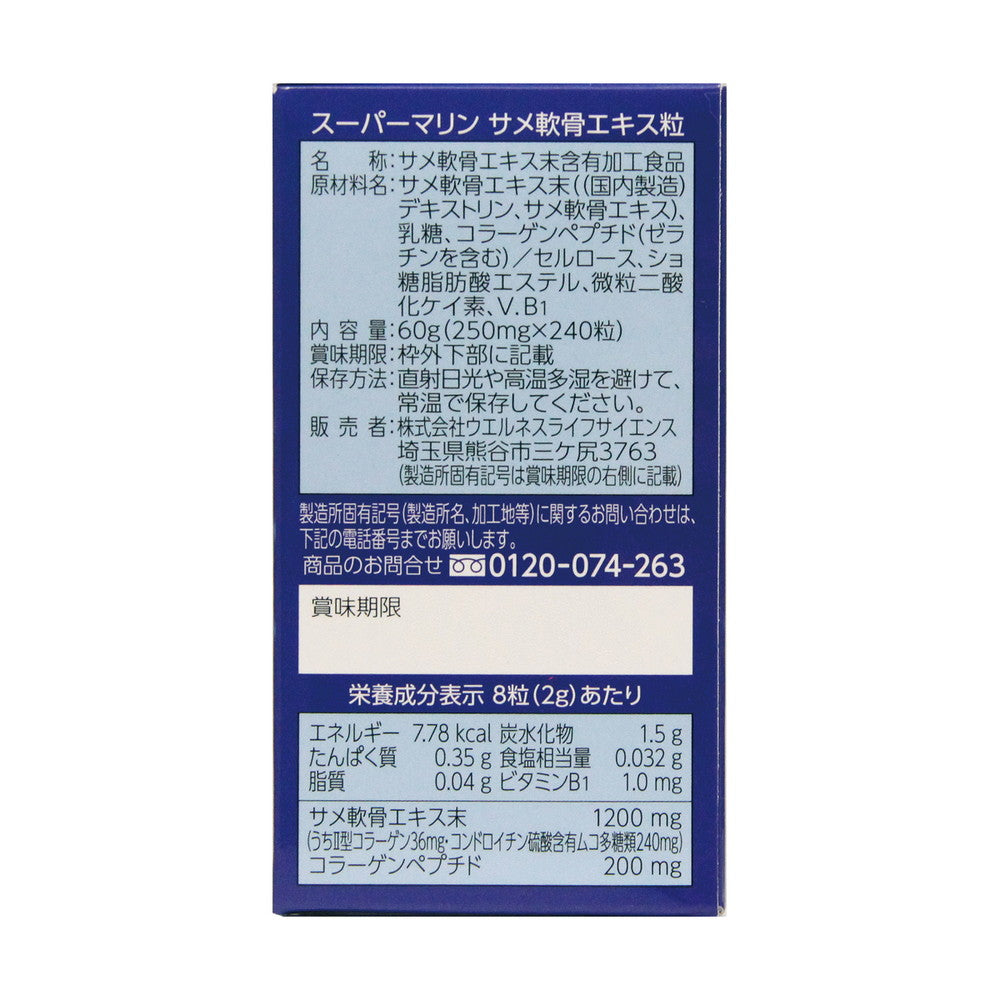 スーパーマリン サメ軟骨エキス粒
名称:サメ軟骨エキス末含有加工食品
原材料名:サメ軟骨エキス末((国内製造)
デキストリン、サメ軟骨エキス)、
乳糖、コラーゲンペプチド(ゼラ
チンを含む)/セルロース、ショ
糖脂肪酸エステル、微粒二酸
化ケイ素、V.B1
内容量:60g(250mg×240粒)
賞味期限:枠外下部に記載
保存方法:直射日光や高温多湿を避けて、
常温で保存してください。
販売者:株式会社ウエルネスライフサイエンス
埼玉県熊谷市三ケ尻3763
(製造所固有記号は賞味期限の右側に記載)
製造所固有記号(製造所名、加工地等)に関するお問い合わせは、
下記の電話番号までお願いします。
商品のお問合せ 0120-074-263
賞味期限
栄養成分表示 8粒(2g)あたり
エネルギー 7.78 kcal 炭水化物 1.5 g
たんぱく質 0.35 g 食塩相当量 0.032 g
脂質 0.04 g ビタミンB1 1.0 mg
サメ軟骨エキス末 1200 mg
(うちⅡ型コラーゲン36mg・コンドロイチン硫酸含有ムコ多糖類240mg)
コラーゲンペプチド 200 mg